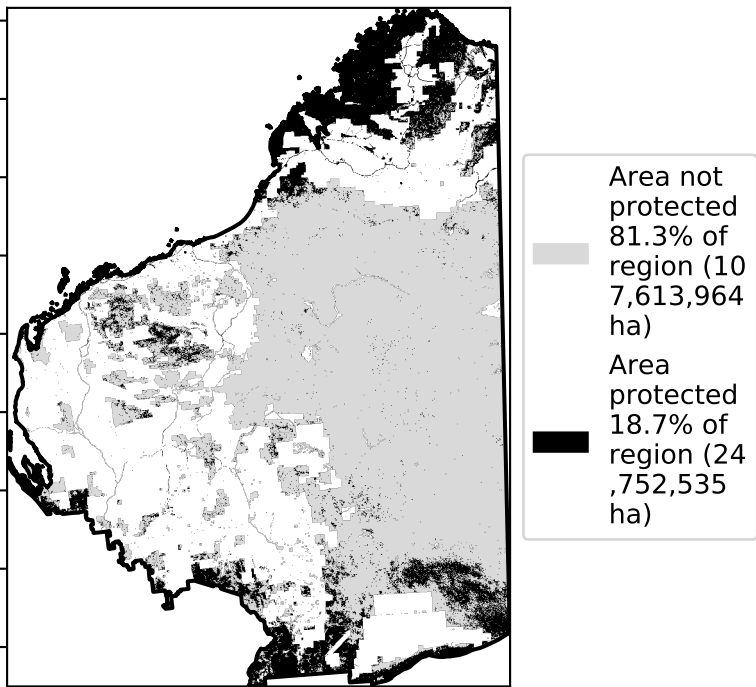 Area not
protected
81.3% of
region (10
7,613,964
ha)
Area
protected
18.7% of
region (24
,752,535
ha)